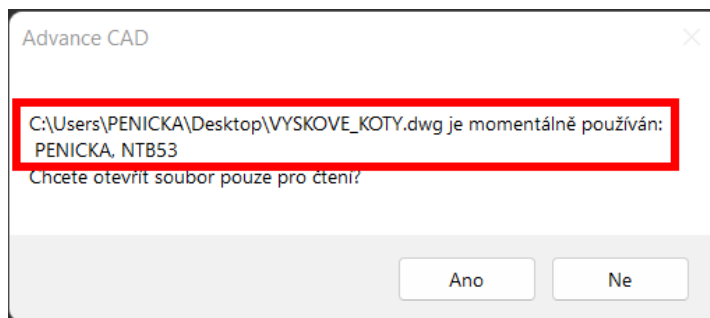 Advance CAD
C:\Users\PENICKA\Desktop\VYSKOVE_KOTY.dwg je momentálně používán:
PENICKA, NTB53
Chcete otevřít soubor pouze pro čtení?
Ano
Ne